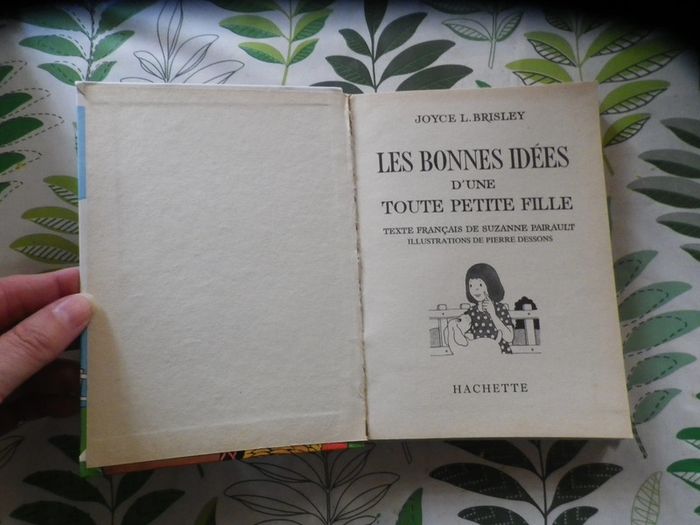 JOYCE L. BRISLEY
LES BONNES IDÉES
D'UNE
TOUTE PETITE FILLE
TEXTE FRANÇAIS DE SUZANNE PAIRAULT
ILLUSTRATIONS DE PIERRE DESSONS
HACHETTE